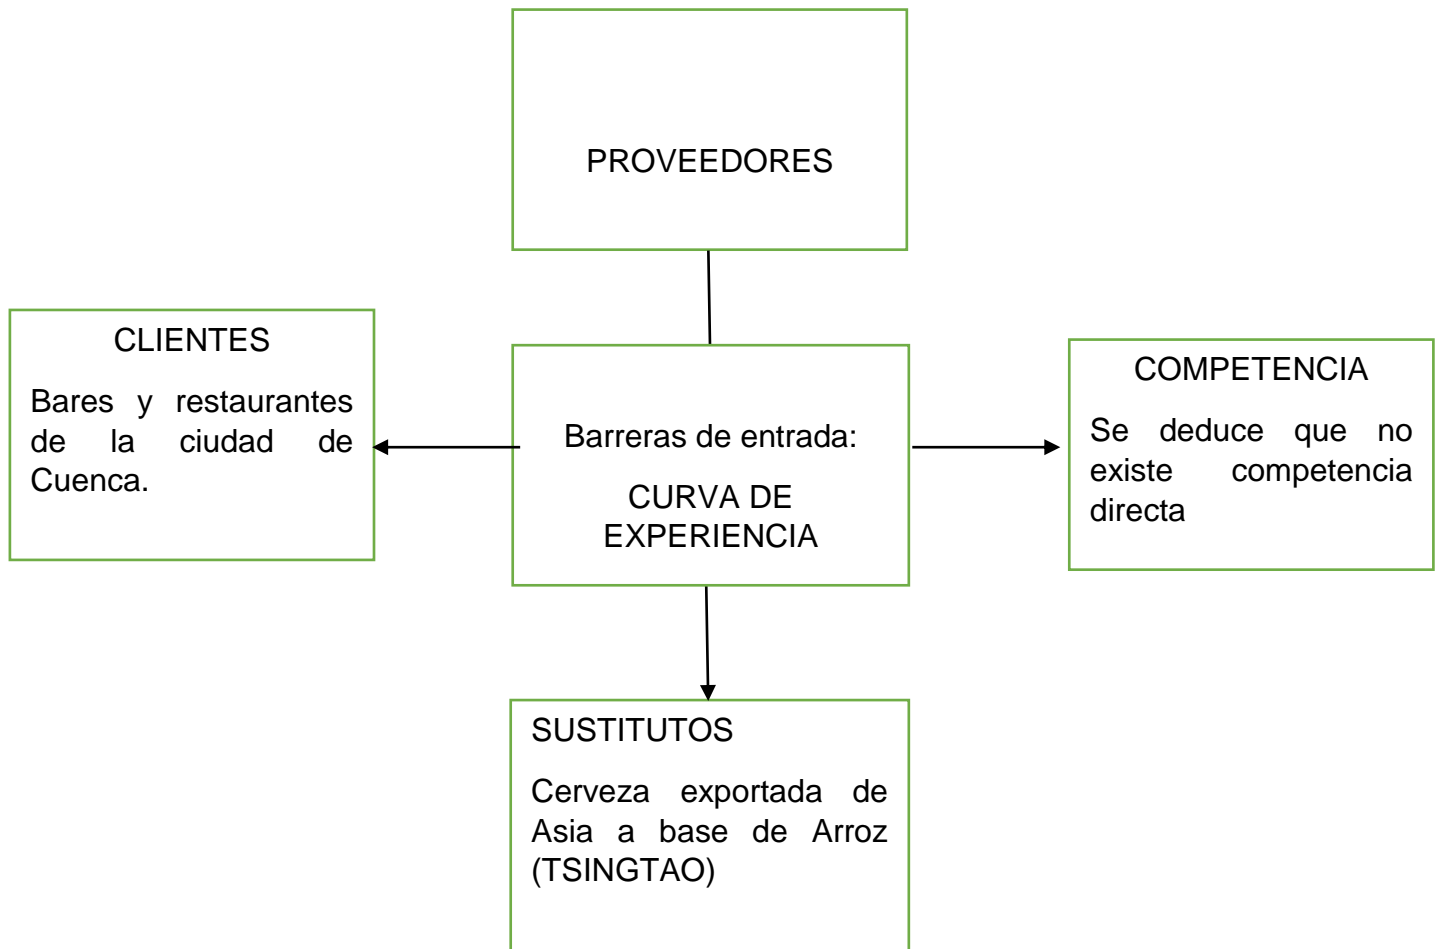 PROVEEDORES
CLIENTES
Bares y restaurantes
de la ciudad de
Cuenca.
Barreras de entrada:
CURVA DE
EXPERIENCIA
COMPETENCIA
Se deduce que no
existe competencia
directa
SUSTITUTOS
Cerveza exportada de
Asia a base de Arroz
(TSINGTAO)